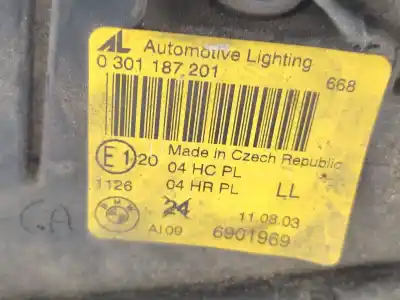 AL Automotive Lighting
0 301 187 201
668
E1 20
Made in Czech Republic
04 HC PL
1126
04 HR PL
LL
BMW
24
11.08.03
AI09
6901969
C.A